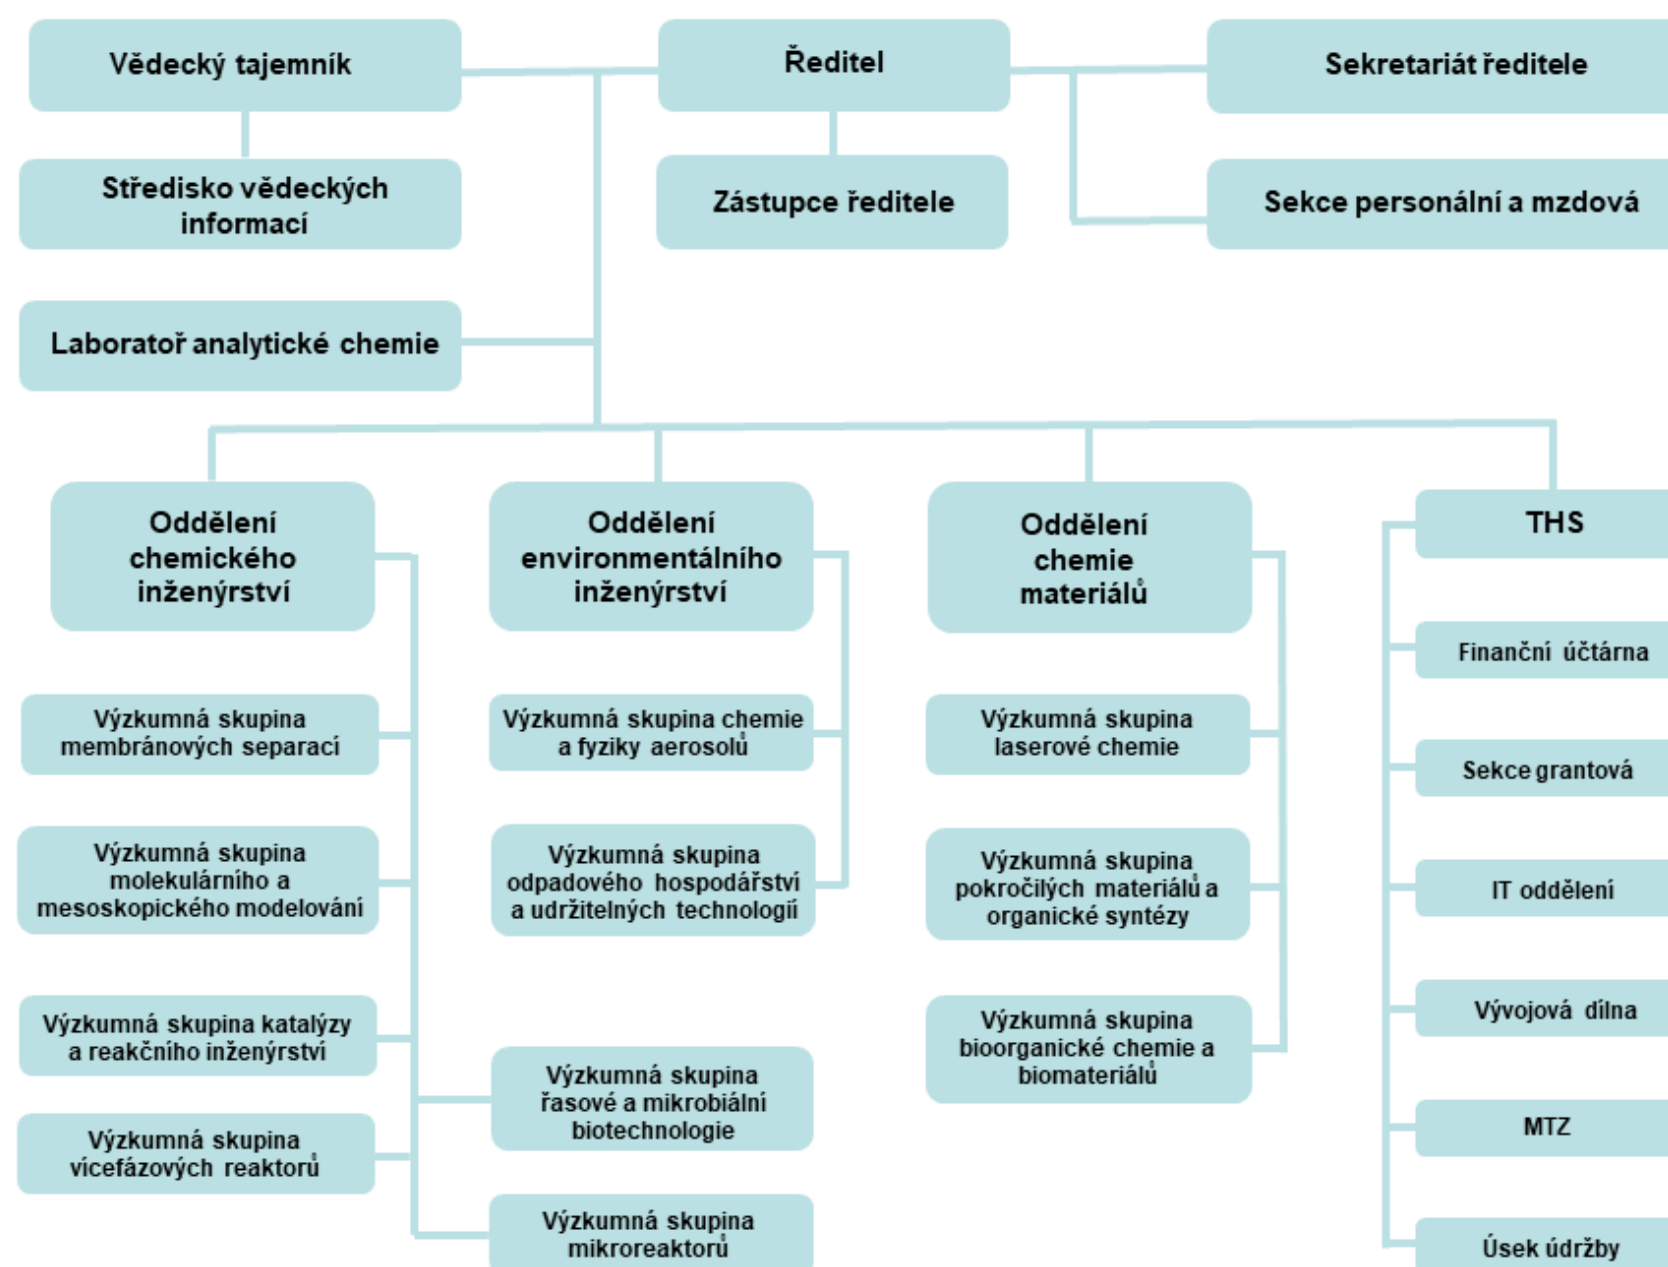 Vědecký tajemník
Ředitel
Sekretariát ředitele
Středisko vědeckých
informací
Zástupce ředitele
Sekce personální a mzdová
Laboratoř analytické chemie
Oddělení
chemického
inženýrství
Oddělení
environmentálního
inženýrství
Oddělení
chemie
materiálů
THS
Výzkumná skupina
membránových separací
Výzkumná skupina
molekulárního a
mesoskopického modelování
Výzkumná skupina katalýzy
a reakčního inženýrství
Výzkumná skupina
vícefázových reaktorů
Výzkumná skupina chemie
a fyziky aerosolů
Výzkumná skupina
odpadového hospodářství
a udržitelných technologií
Výzkumná skupina
řasové a mikrobiální
biotechnologie
Výzkumná skupina
mikroreaktorů
Výzkumná skupina
laserové chemie
Výzkumná skupina
pokročilých materiálů a
organické syntézy
Výzkumná skupina
bioorganické chemie a
biomateriálů
Finanční účtárna
Sekce grantová
IT oddělení
Vývojová dílna
MTZ
Úsek údržby